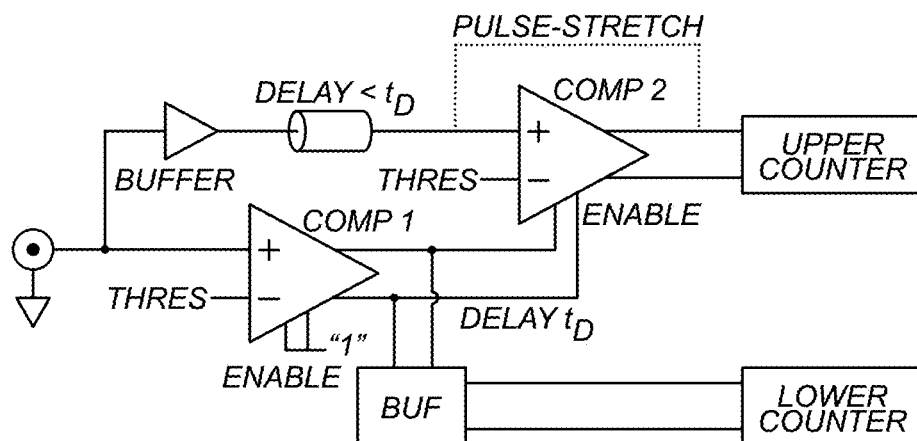 PULSE-STRETCH
DELAY < tD
COMP 2
+
BUFFER
THRES
−
UPPER
COUNTER
COMP 1
ENABLE
+
THRES
−
DELAY tD
"1"
ENABLE
BUF
LOWER
COUNTER